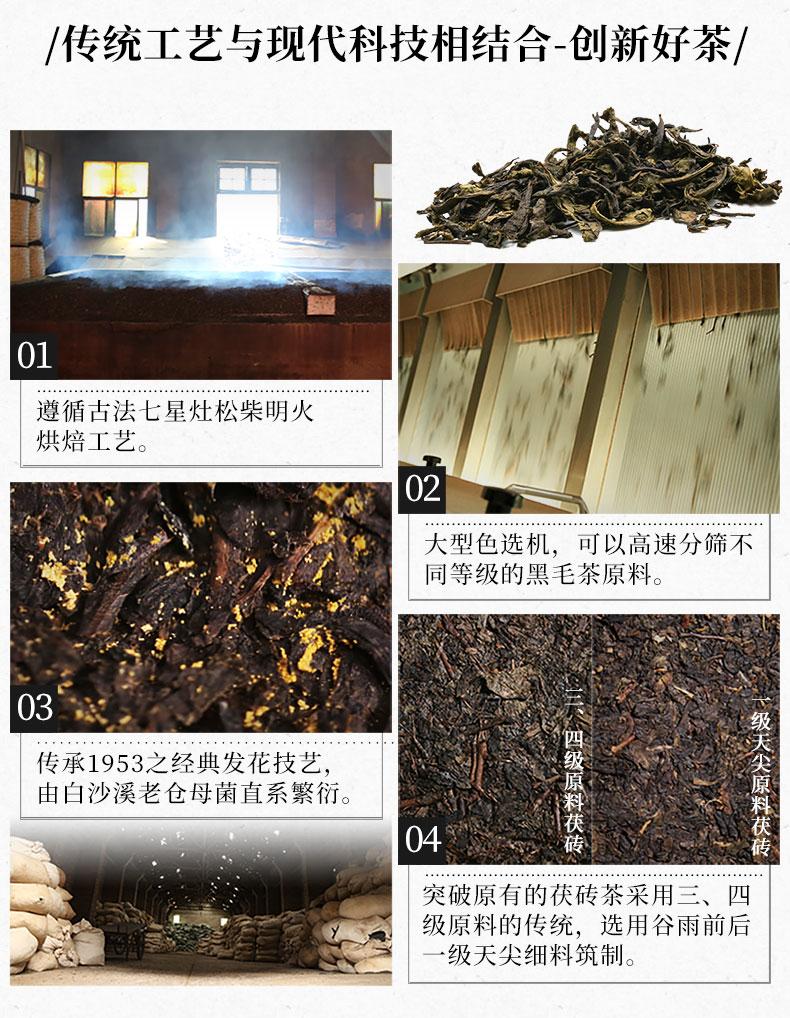 /传统工艺与现代科技相结合-创新好茶/
01
遵循古法七星灶松柴明火
烘焙工艺。
02
大型色选机，可以高速分筛不
同等级的黑毛茶原料。
03
传承1953之经典发花技艺，
由白沙溪老仓母菌直系繁衍。
三、四级原料茯砖
一级天尖原料茯砖
04
突破原有的茯砖茶采用三、四
级原料的传统，选用谷雨前后
一级天尖细料筑制。